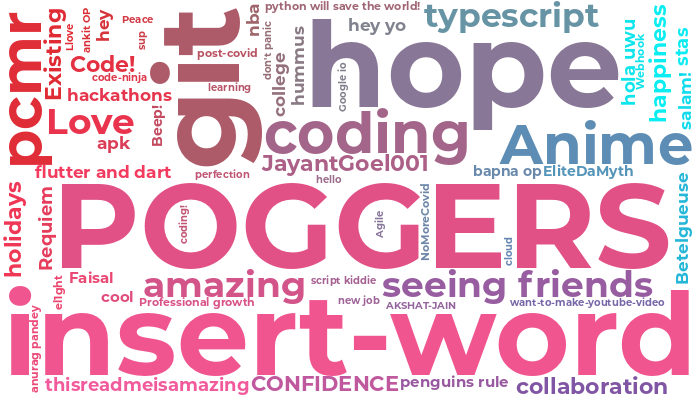 pcmr
Existing
Llove
ankit OP
hey
Peace
sup
Code!
code-ninja
hackathons
Love
apk
Beep!
git
post-covid
learning
nba
python will save the world!
don't panic
college
hummus
hey yo
typescript
hope
Google io
hola uwu
Webhook
happiness
salam! stas
coding
Anime
JayantGoel001
flutter and dart
perfection
hello
bapna op
EliteDaMyth
holidays
Requiem
POGGERS
coding!
Agile
NoMoreCovid
cloud
Betelgueuse
elight
Faisal
cool
amazing
script kiddie
seeing friends
Professional growth
new job
AKSHAT-JAIN
want-to-make-youtube-video
insert-word
anurag pandey
thisreadmeisamazing
CONFIDENCE
penguins rule
collaboration